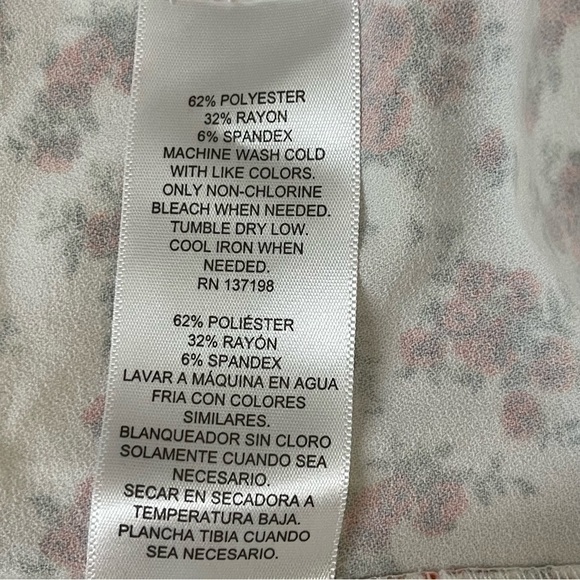 62% POLYESTER
32% RAYON
6% SPANDEX
MACHINE WASH COLD
WITH LIKE COLORS.
ONLY NON-CHLORINE
BLEACH WHEN NEEDED.
TUMBLE DRY LOW.
COOL IRON WHEN
NEEDED.
RN 137198
62% POLIÉSTER
32% RAYÓN
6% SPANDEX
LAVAR A MÁQUINA EN AGUA
FRIA CON COLORES
SIMILARES.
BLANQUEADOR SIN CLORO
SOLAMENTE CUANDO SEA
NECESARIO.
SECAR EN SECADORA A
TEMPERATURA BAJA.
PLANCHA TIBIA CUANDO
SEA NECESARIO.